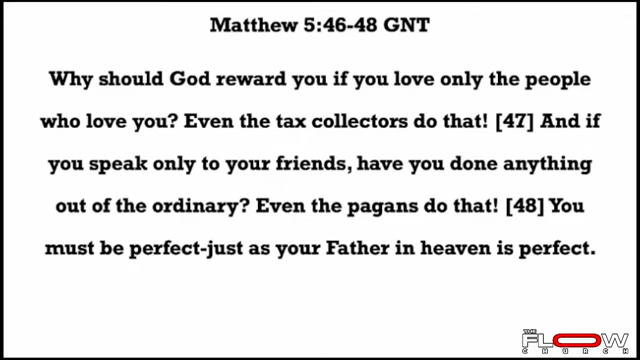 Matthew 5:46-48 GNT
Why should God reward you if you love only the people
who love you? Even the tax collectors do that! [47] And if
you speak only to your friends, have you done anything
out of the ordinary? Even the pagans do that! [48] You
must be perfect-just as your Father in heaven is perfect.
THE
FLOW
CHURCH